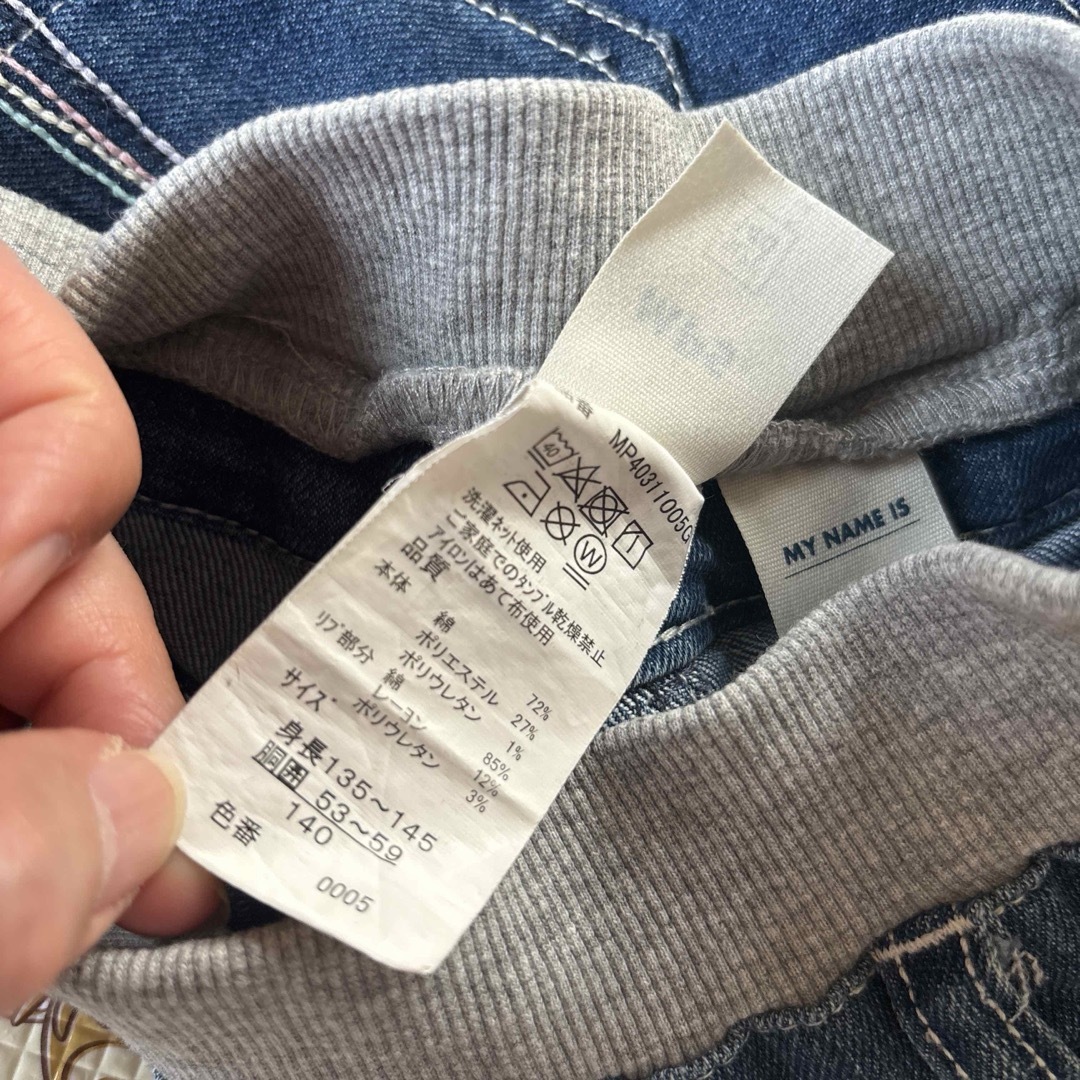 品番
MP40311005G
40
W
洗濯ネット使用
ご家庭でのタンブル乾燥禁止
アイロンはあて布使用
品質
本体 綿 72%
ポリエステル 27%
ポリウレタン 1%
リブ部分 綿 85%
レーヨン 12%
ポリウレタン 3%
サイズ
身長135～145
胴囲 53～59
140
色番
0005
MY NAME IS